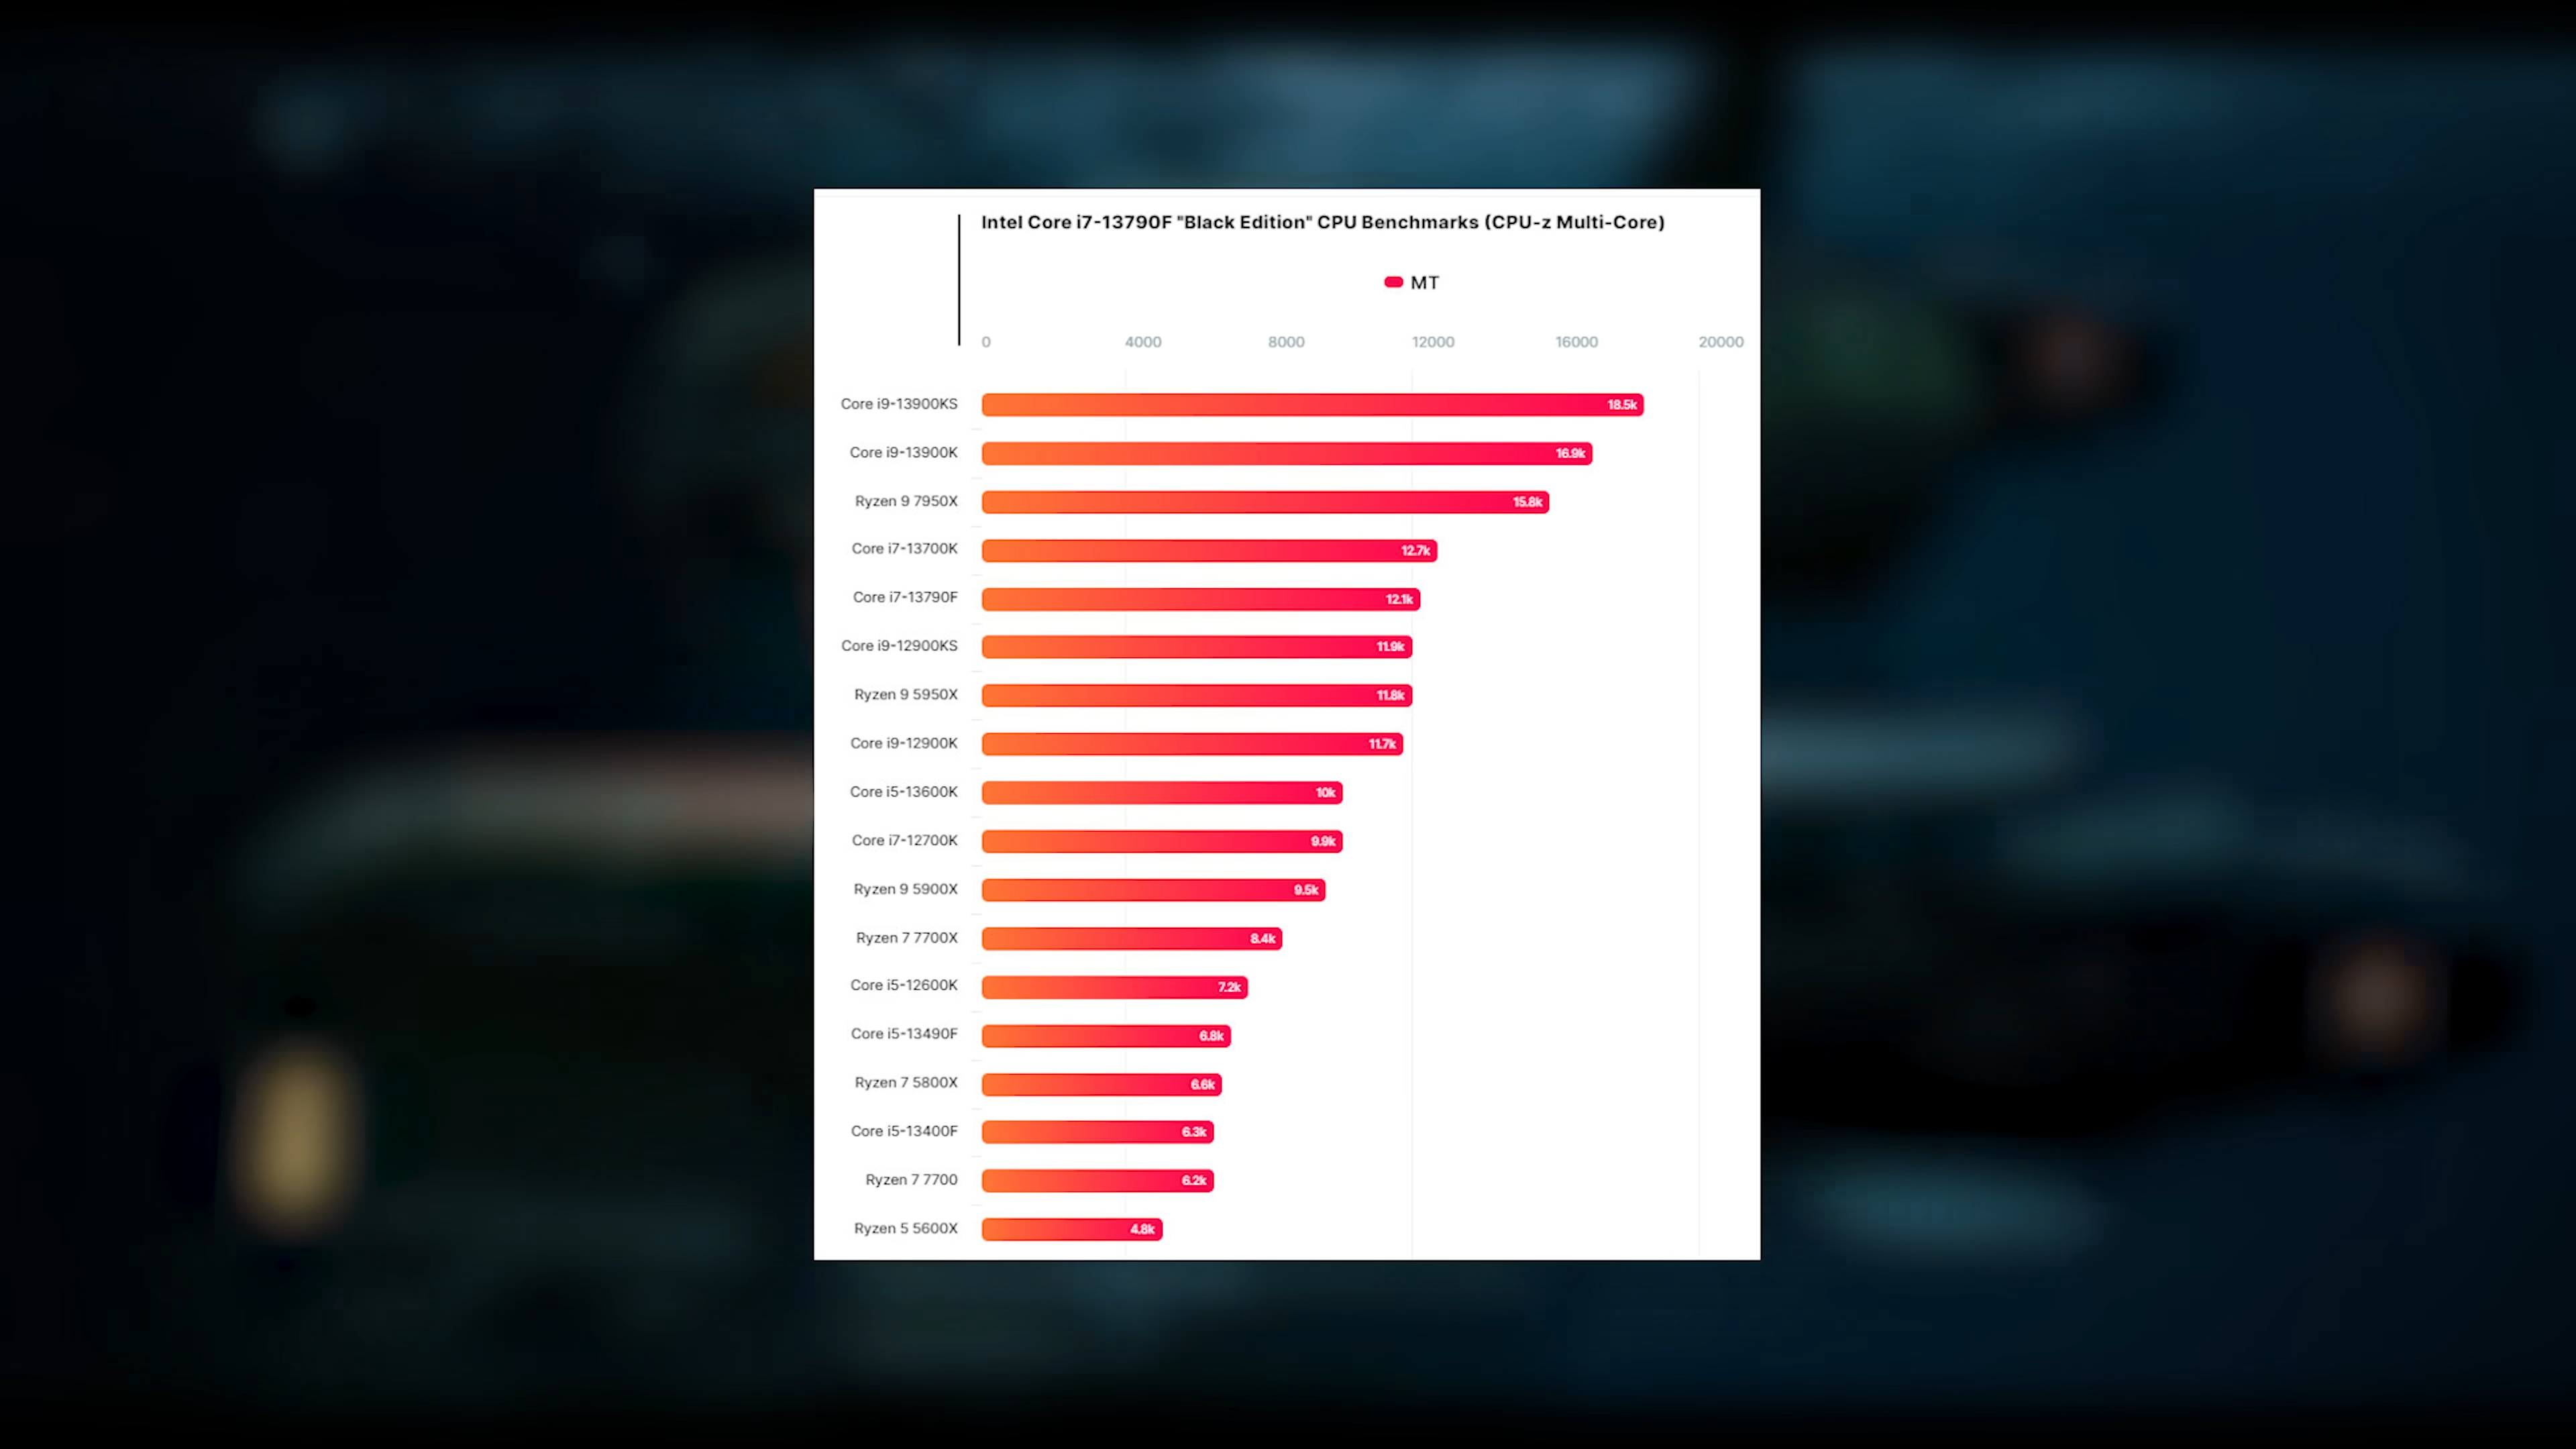 Intel Core i7-13790F "Black Edition" CPU Benchmarks (CPU-z Multi-Core)
MT
0 4000 8000 12000 16000 20000
Core i9-13900KS 18.5k
Core i9-13900K 16.9k
Ryzen 9 7950X 15.8k
Core i7-13700K 12.7k
Core i7-13790F 12.1k
Core i9-12900KS 11.9k
Ryzen 9 5950X 11.8k
Core i9-12900K 11.7k
Core i5-13600K 10k
Core i7-12700K 9.9k
Ryzen 9 5900X 9.5k
Ryzen 7 7700X 8.4k
Core i5-12600K 7.2k
Core i5-13490F 6.8k
Ryzen 7 5800X 6.6k
Core i5-13400F 6.3k
Ryzen 7 7700 6.2k
Ryzen 5 5600X 4.8k